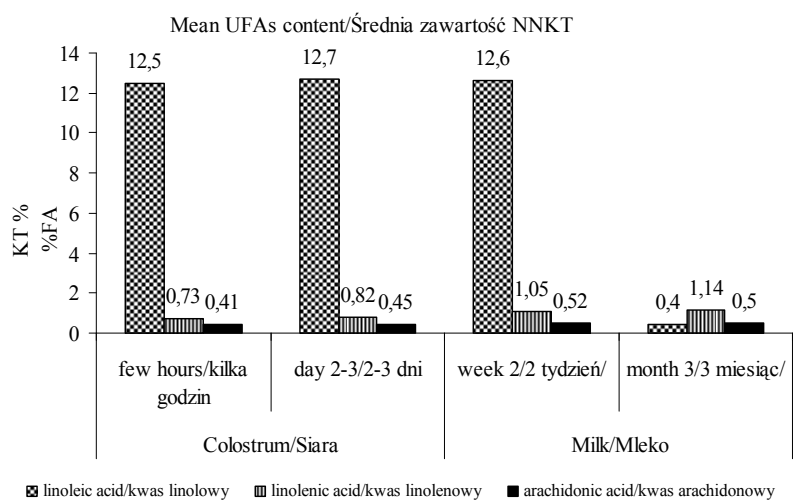 Mean UFAs content/Średnia zawartość NNKT
KT %
%FA
14
12
10
8
6
4
2
0
12,5
0,73
0,41
12,7
0,82
0,45
12,6
1,05
0,52
0,4
1,14
0,5
few hours/kilka
godzin
day 2-3/2-3 dni
week 2/2 tydzień/
month 3/3 miesiąc/
Colostrum/Siara
Milk/Mleko
linoleic acid/kwas linolowy
linolenic acid/kwas linolenowy
arachidonic acid/kwas arachidonowy